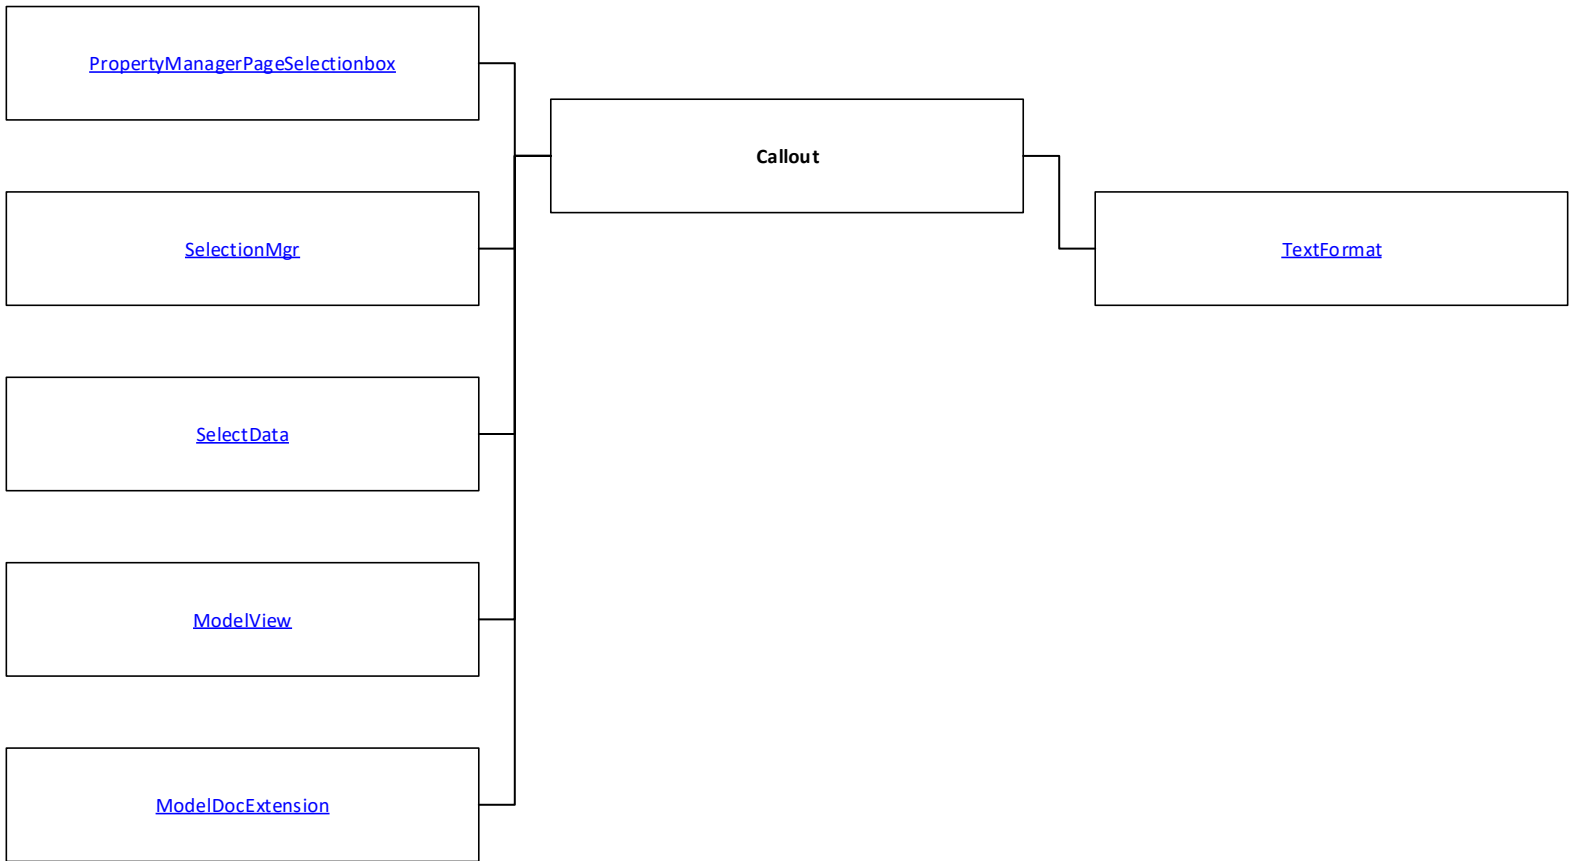 PropertyManagerPageSelectionbox
Callout
SelectionMgr
TextFormat
SelectData
ModelView
ModelDocExtension